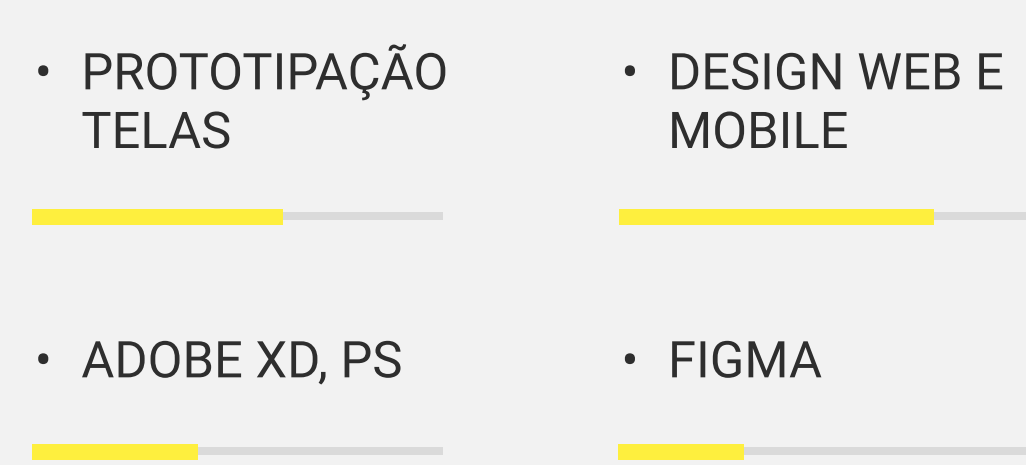 • PROTOTIPAÇÃO
TELAS
• DESIGN WEB E
MOBILE
• ADOBE XD, PS
• FIGMA